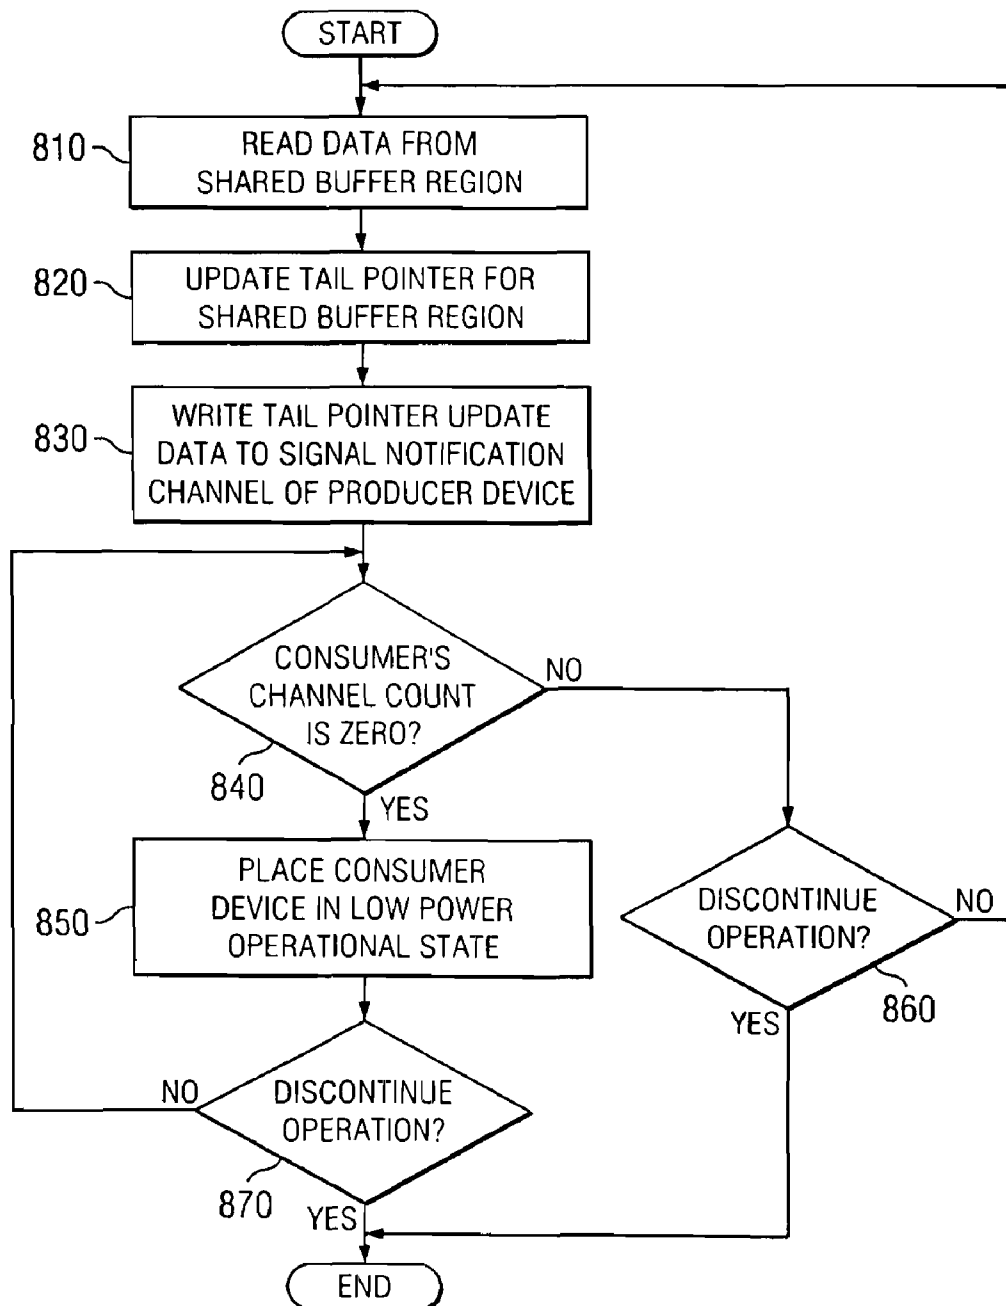 START
810
READ DATA FROM
SHARED BUFFER REGION
820
UPDATE TAIL POINTER FOR
SHARED BUFFER REGION
830
WRITE TAIL POINTER UPDATE
DATA TO SIGNAL NOTIFICATION
CHANNEL OF PRODUCER DEVICE
CONSUMER'S
CHANNEL COUNT
IS ZERO?
NO
840
YES
850
PLACE CONSUMER
DEVICE IN LOW POWER
OPERATIONAL STATE
DISCONTINUE
OPERATION?
NO
860
YES
NO
DISCONTINUE
OPERATION?
870
YES
END